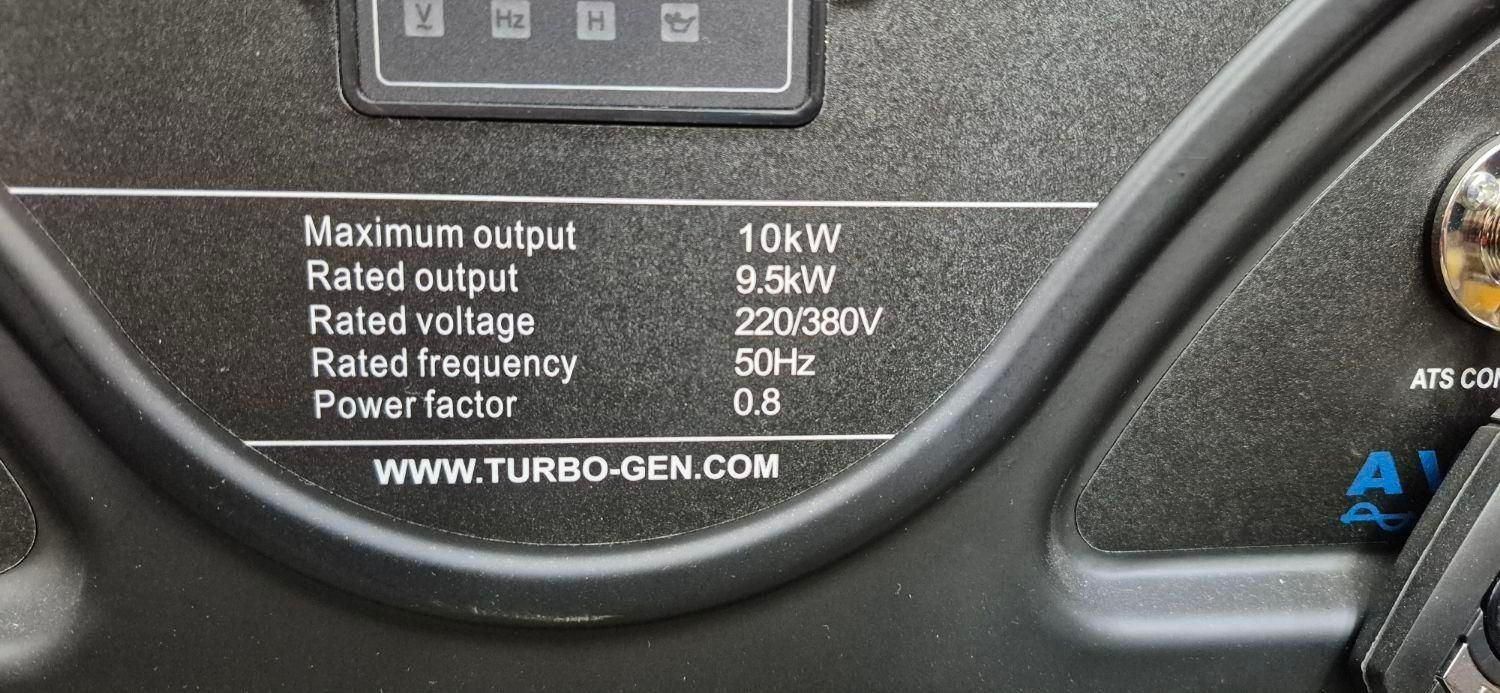 V
Hz
H
Maximum output 10kW
Rated output 9.5kW
Rated voltage 220/380V
Rated frequency 50Hz
Power factor 0.8
WWW.TURBO-GEN.COM
ATS
A